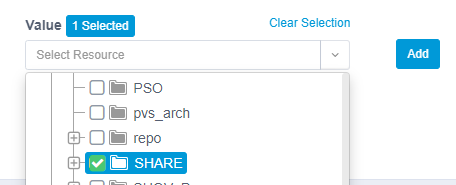 Value 1 Selected Clear Selection
Select Resource Add
PSO
pvs_arch
repo
SHARE